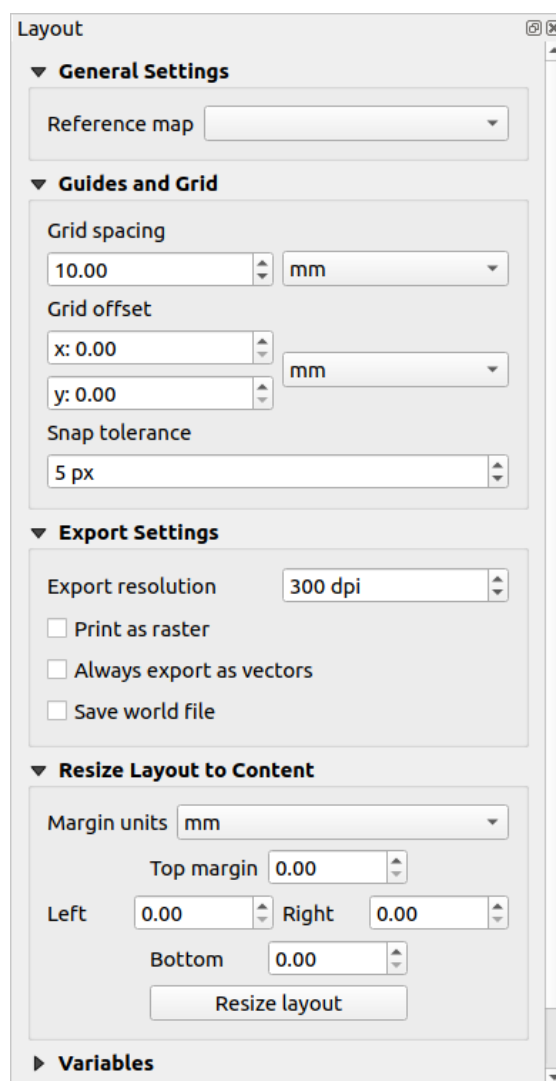 Layout
General Settings
Reference map
Guides and Grid
Grid spacing
10.00 mm
Grid offset
x: 0.00
mm
y: 0.00
Snap tolerance
5 px
Export Settings
Export resolution 300 dpi
Print as raster
Always export as vectors
Save world file
Resize Layout to Content
Margin units mm
Top margin 0.00
Left 0.00 Right 0.00
Bottom 0.00
Resize layout
Variables